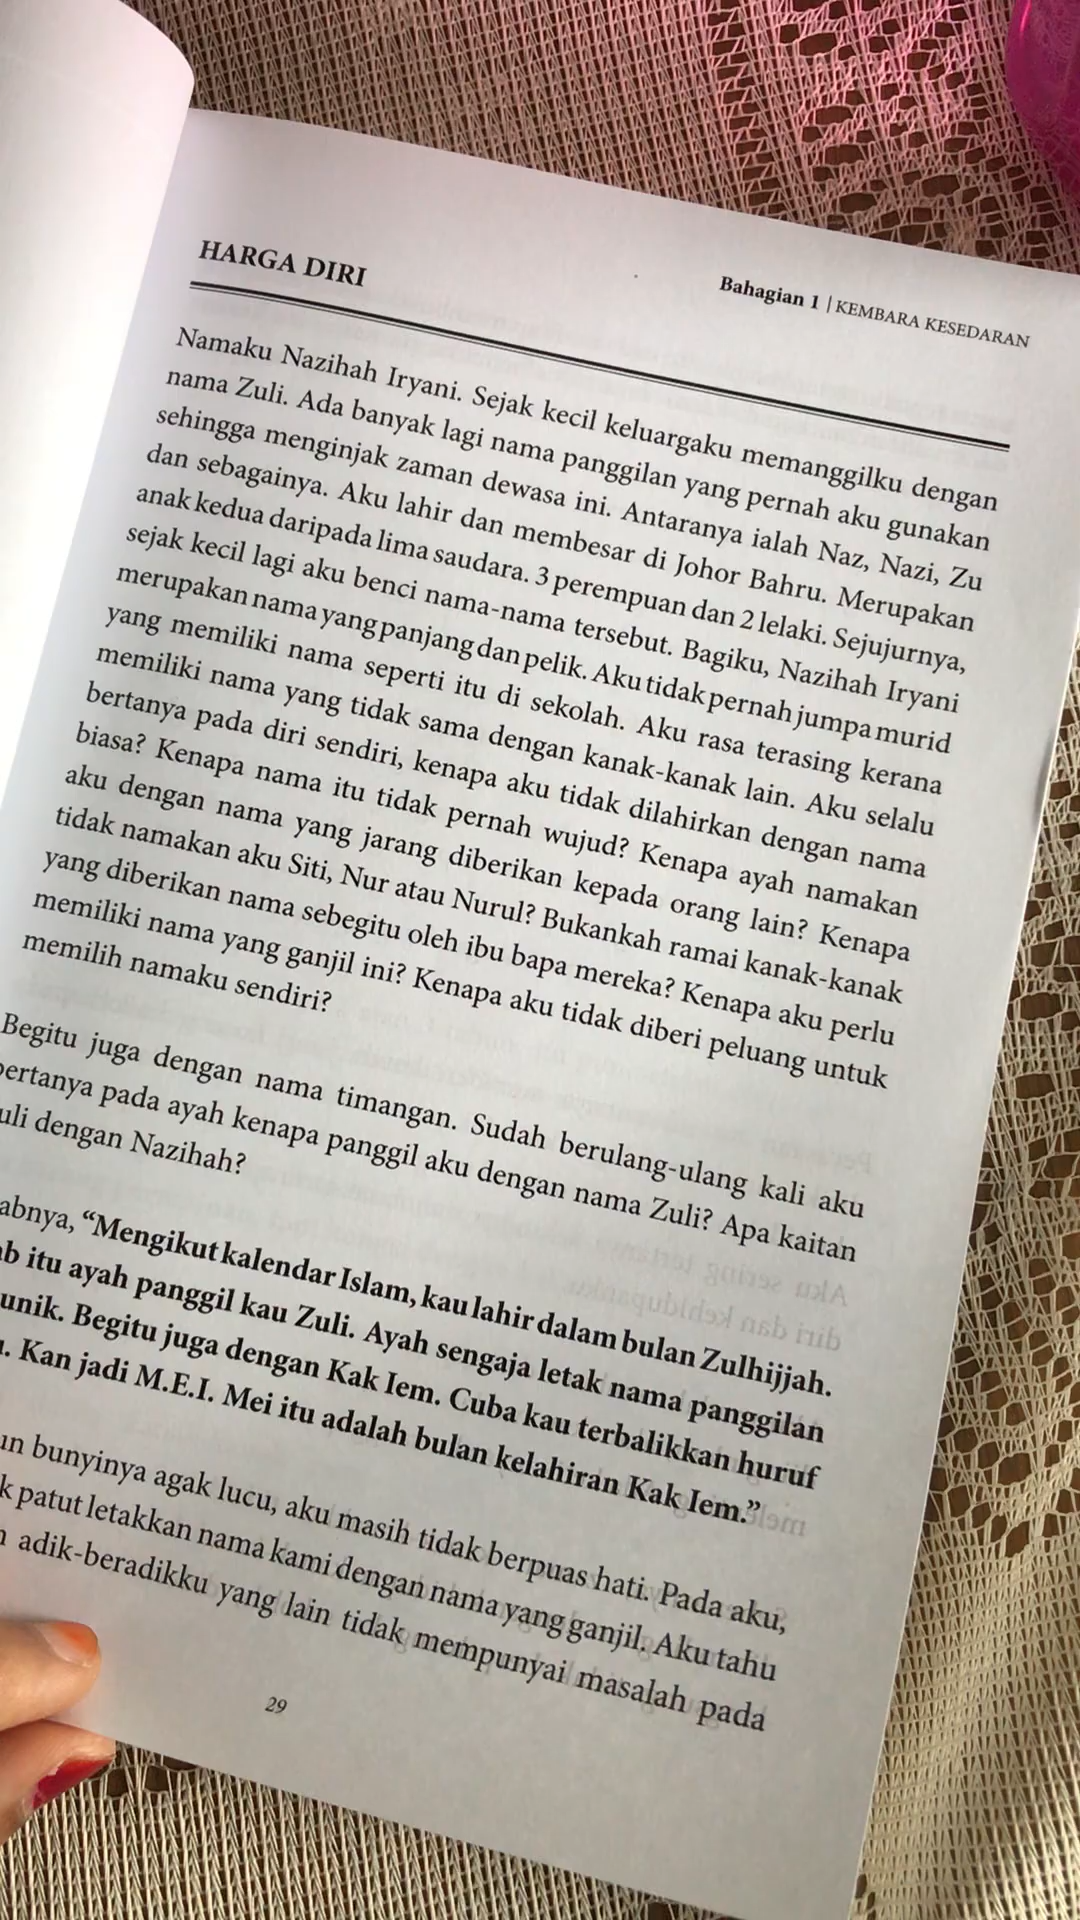 HARGA DIRI
Bahagian 1 | KEMBARA KESEDARAN
Namaku Nazihah Iryani. Sejak kecil keluargaku memanggilku dengan
nama Zuli. Ada banyak lagi nama panggilan yang pernah aku gunakan
sehingga menginjak zaman dewasa ini. Antaranya ialah Naz, Nazi, Zu
dan sebagainya. Aku lahir dan membesar di Johor Bahru. Merupakan
anak kedua daripada lima saudara. 3 perempuan dan 2 lelaki. Sejujurnya,
sejak kecil lagi aku benci nama-nama tersebut. Bagiku, Nazihah Iryani
merupakan nama yang panjang dan pelik. Aku tidak pernah jumpa murid
yang memiliki nama seperti itu di sekolah. Aku rasa terasing kerana
memiliki nama yang tidak sama dengan kanak-kanak lain. Aku selalu
bertanya pada diri sendiri, kenapa aku tidak dilahirkan dengan nama
biasa? Kenapa nama itu tidak pernah wujud? Kenapa ayah namakan
aku dengan nama yang jarang diberikan kepada orang lain? Kenapa
tidak namakan aku Siti, Nur atau Nurul? Bukankah ramai kanak-kanak
yang diberikan nama sebegitu oleh ibu bapa mereka? Kenapa aku perlu
memiliki nama yang ganjil ini? Kenapa aku tidak diberi peluang untuk
memilih namaku sendiri?
Begitu juga dengan nama timangan. Sudah berulang-ulang kali aku
bertanya pada ayah kenapa panggil aku dengan nama Zuli? Apa kaitan
uli dengan Nazihah?
abnya, “Mengikut kalendar Islam, kau lahir dalam bulan Zulhijjah.
ab itu ayah panggil kau Zuli. Ayah sengaja letak nama panggilan
unik. Begitu juga dengan Kak Iem. Cuba kau terbalikkan huruf
. Kan jadi M.E.I. Mei itu adalah bulan kelahiran Kak Iem.”
un bunyinya agak lucu, aku masih tidak berpuas hati. Pada aku,
k patut letakkan nama kami dengan nama yang ganjil. Aku tahu
adik-beradikku yang lain tidak mempunyai masalah pada
29